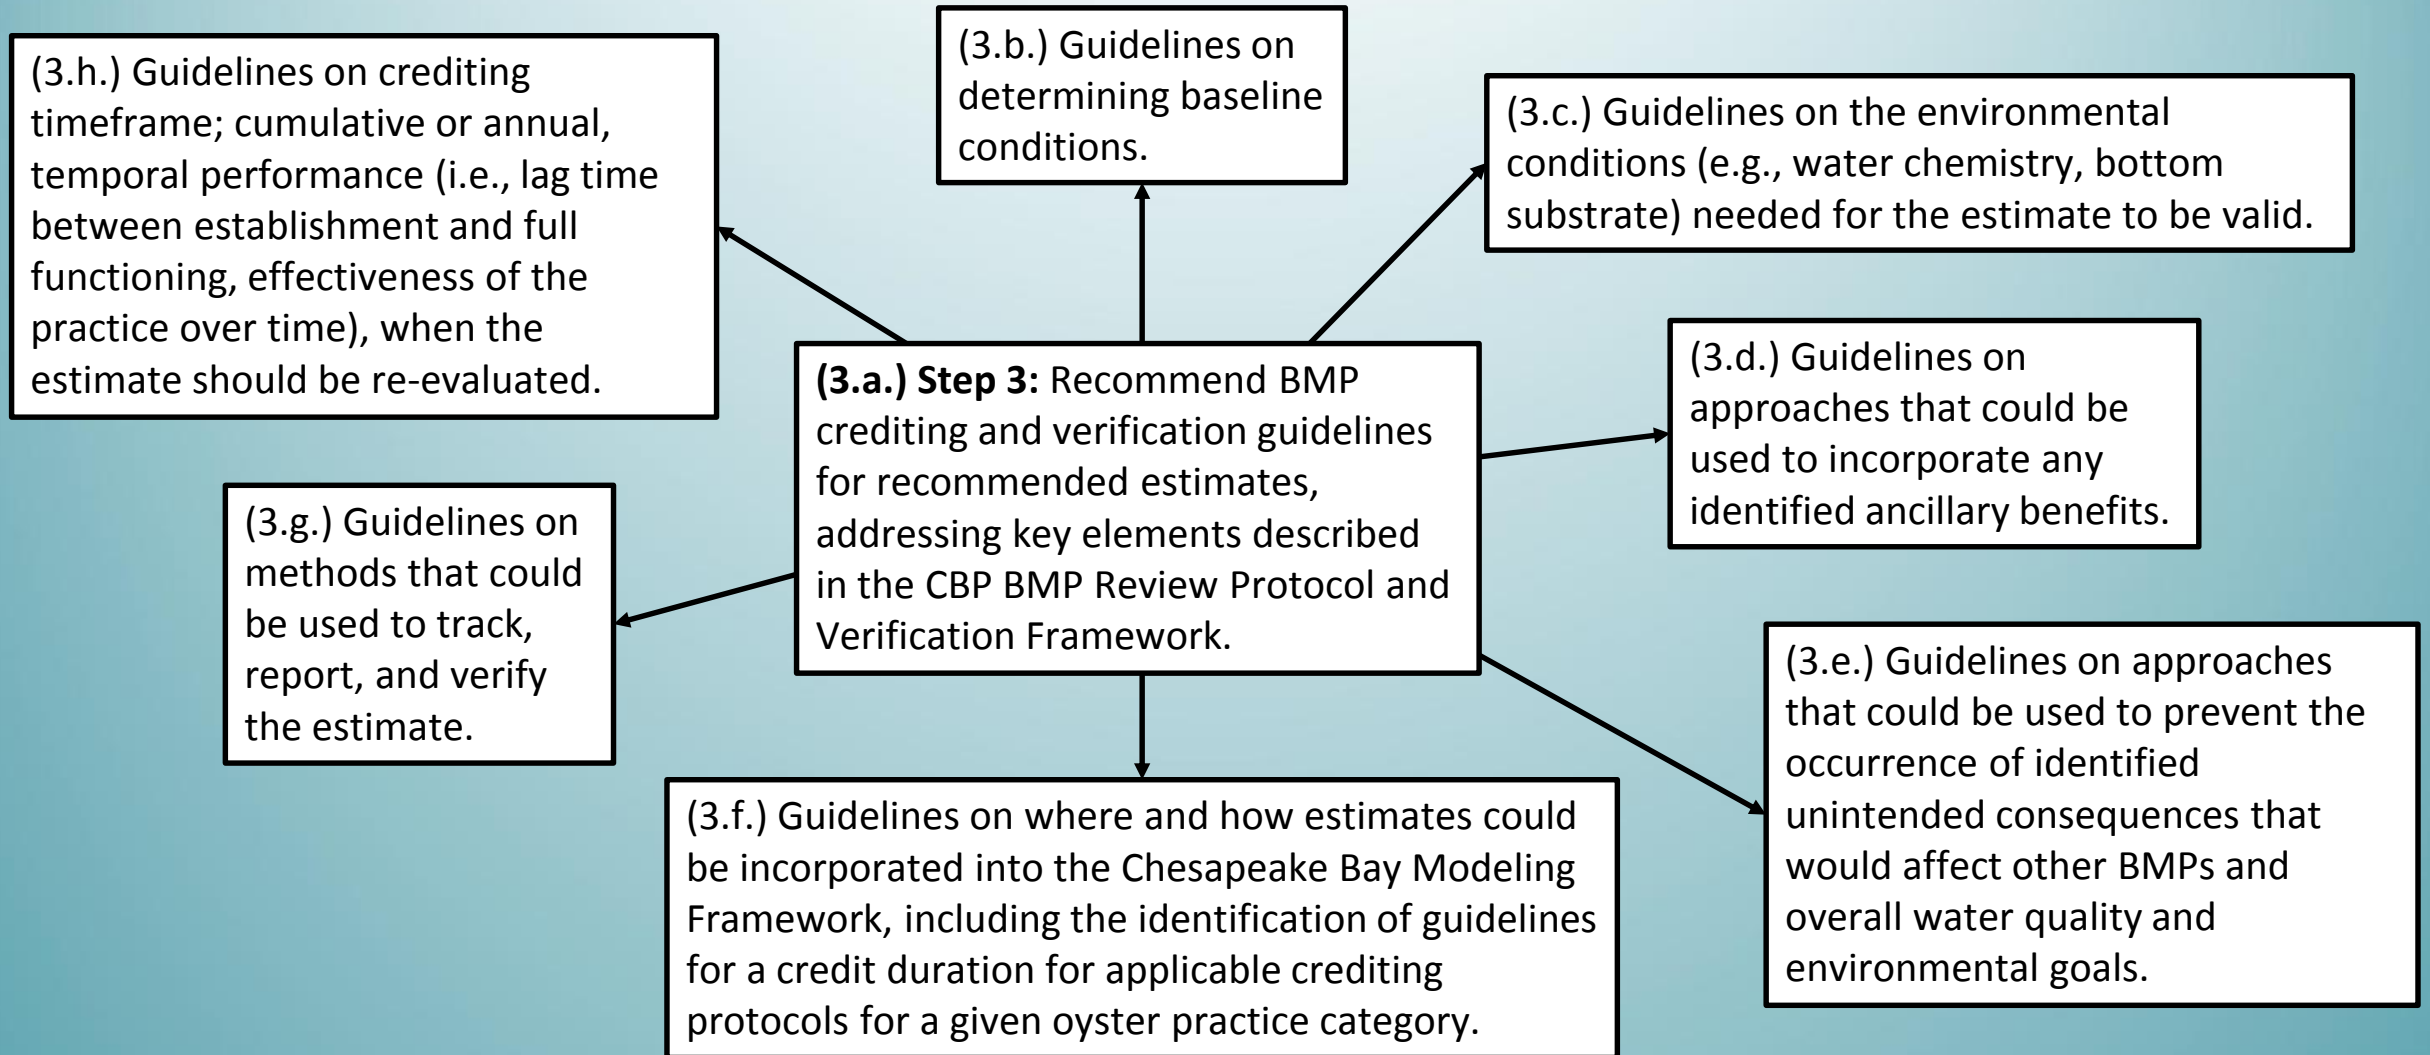 (3.h.) Guidelines on crediting
timeframe; cumulative or annual,
temporal performance (i.e., lag time
between establishment and full
functioning, effectiveness of the
practice over time), when the
estimate should be re-evaluated.
(3.b.) Guidelines on
determining baseline
conditions.
(3.c.) Guidelines on the environmental
conditions (e.g., water chemistry, bottom
substrate) needed for the estimate to be valid.
(3.a.) Step 3: Recommend BMP
crediting and verification guidelines
for recommended estimates,
addressing key elements described
in the CBP BMP Review Protocol and
Verification Framework.
(3.d.) Guidelines on
approaches that could be
used to incorporate any
identified ancillary benefits.
(3.g.) Guidelines on
methods that could
be used to track,
report, and verify
the estimate.
(3.e.) Guidelines on approaches
that could be used to prevent the
occurrence of identified
unintended consequences that
would affect other BMPs and
overall water quality and
environmental goals.
(3.f.) Guidelines on where and how estimates could
be incorporated into the Chesapeake Bay Modeling
Framework, including the identification of guidelines
for a credit duration for applicable crediting
protocols for a given oyster practice category.